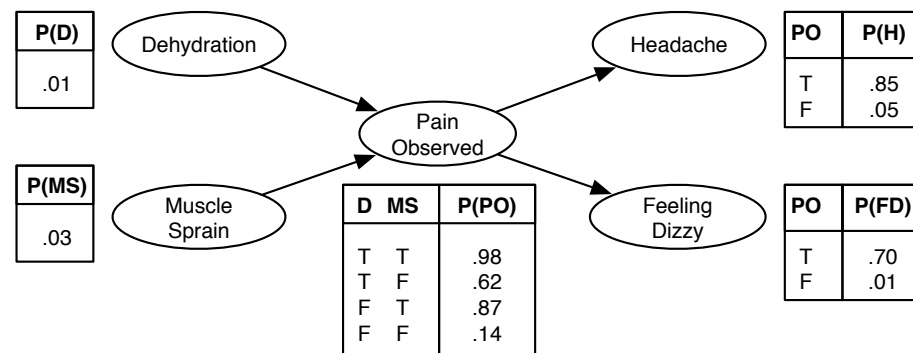 P(D)
.01
Dehydration
Headache
PO P(H)
T .85
F .05
Pain
Observed
P(MS)
.03
Muscle
Sprain
D MS P(PO)
T T .98
T F .62
F T .87
F F .14
Feeling
Dizzy
PO P(FD)
T .70
F .01